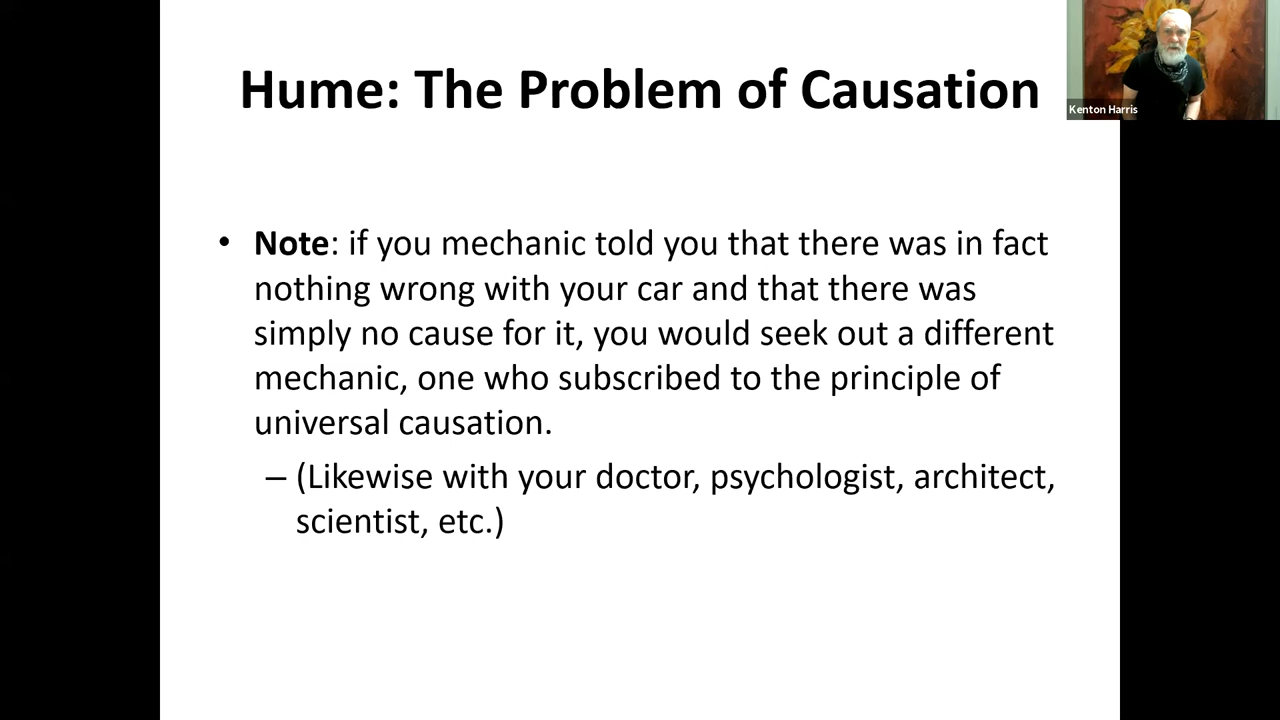 Hume: The Problem of Causation
Kenton Harris
• Note: if you mechanic told you that there was in fact
nothing wrong with your car and that there was
simply no cause for it, you would seek out a different
mechanic, one who subscribed to the principle of
universal causation.
– (Likewise with your doctor, psychologist, architect,
scientist, etc.)